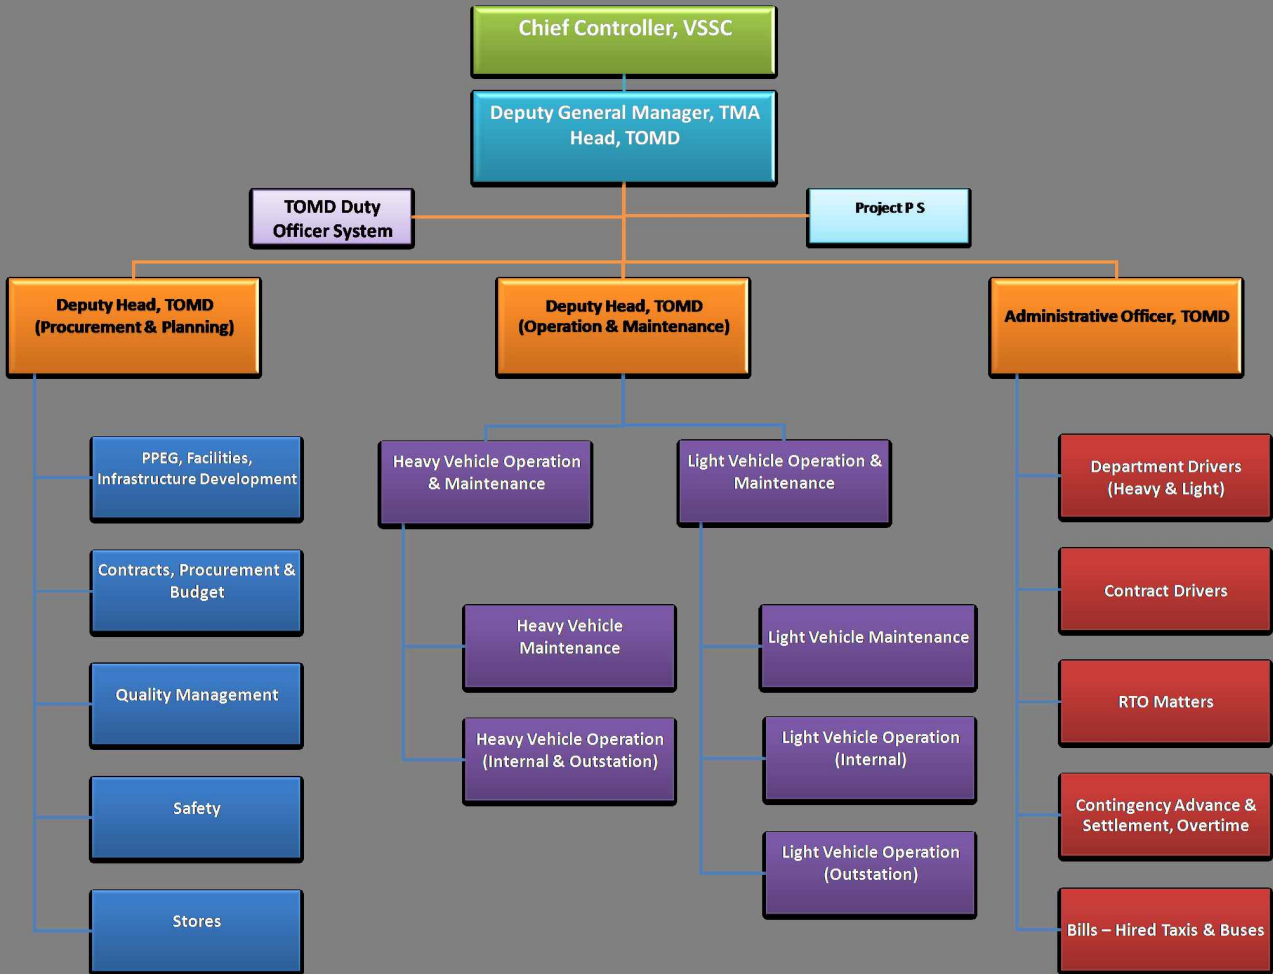 Chief Controller, VSSC
Deputy General Manager, TMA
Head, TOMD
TOMD Duty
Officer System
Project P S
Deputy Head, TOMD
(Procurement & Planning)
Deputy Head, TOMD
(Operation & Maintenance)
Administrative Officer, TOMD
PPEG, Facilities,
Infrastructure Development
Contracts, Procurement &
Budget
Quality Management
Safety
Stores
Heavy Vehicle Operation
& Maintenance
Heavy Vehicle
Maintenance
Heavy Vehicle Operation
(Internal & Outstation)
Light Vehicle Operation &
Maintenance
Light Vehicle Maintenance
Light Vehicle Operation
(Internal)
Light Vehicle Operation
(Outstation)
Department Drivers
(Heavy & Light)
Contract Drivers
RTO Matters
Contingency Advance &
Settlement, Overtime
Bills – Hired Taxis & Buses